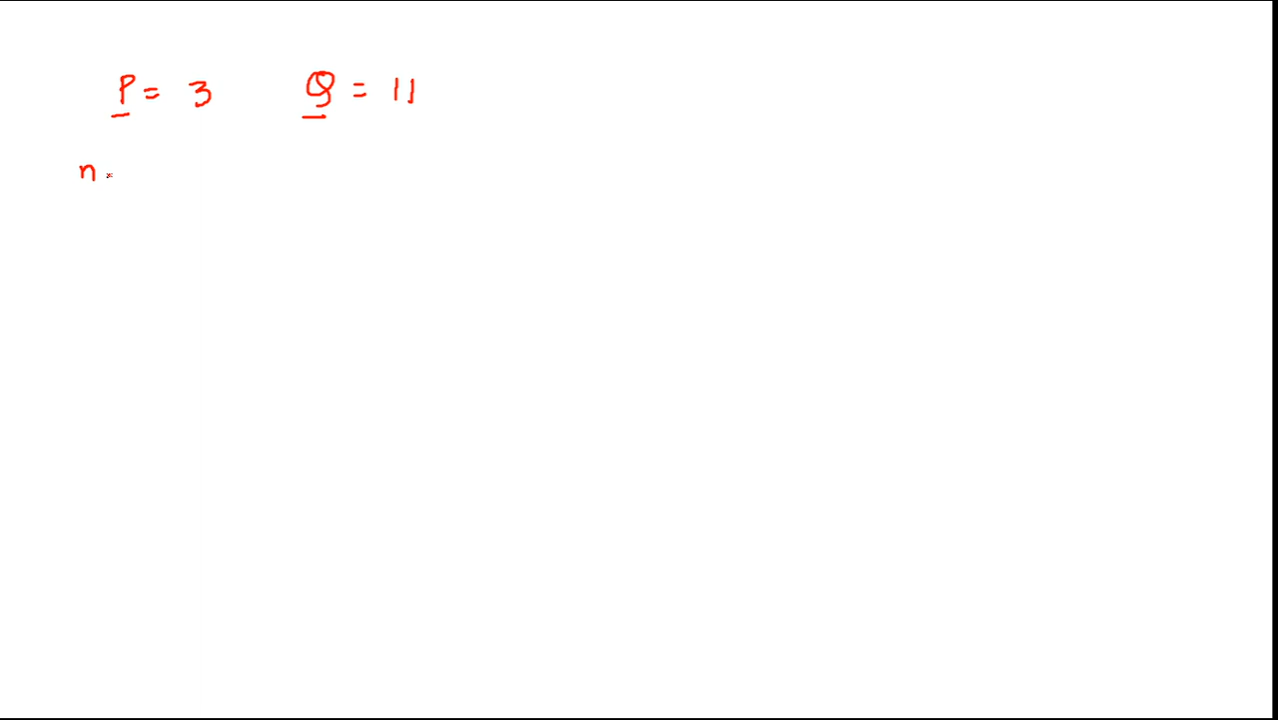 P = 3 Q = 11
n